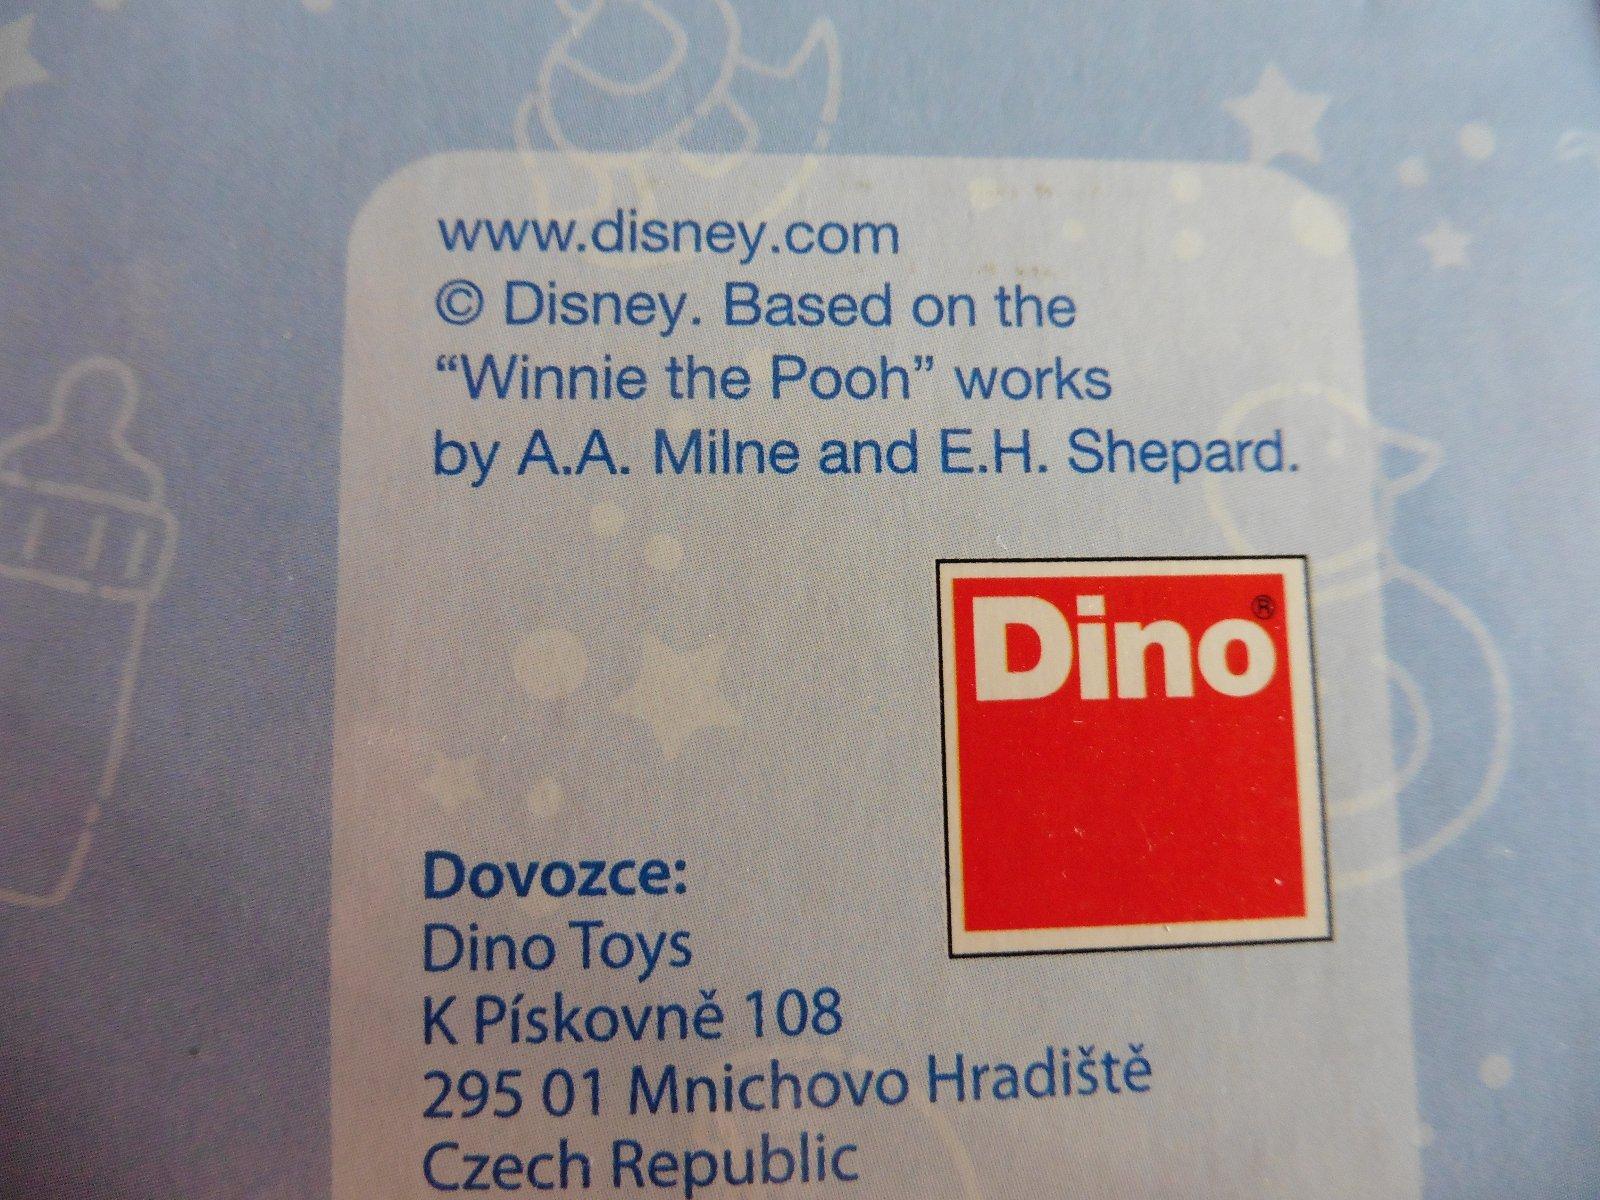 www.disney.com
© Disney. Based on the
“Winnie the Pooh” works
by A.A. Milne and E.H. Shepard.
Dino®
Dovozce:
Dino Toys
K Pískovně 108
295 01 Mnichovo Hradiště
Czech Republic